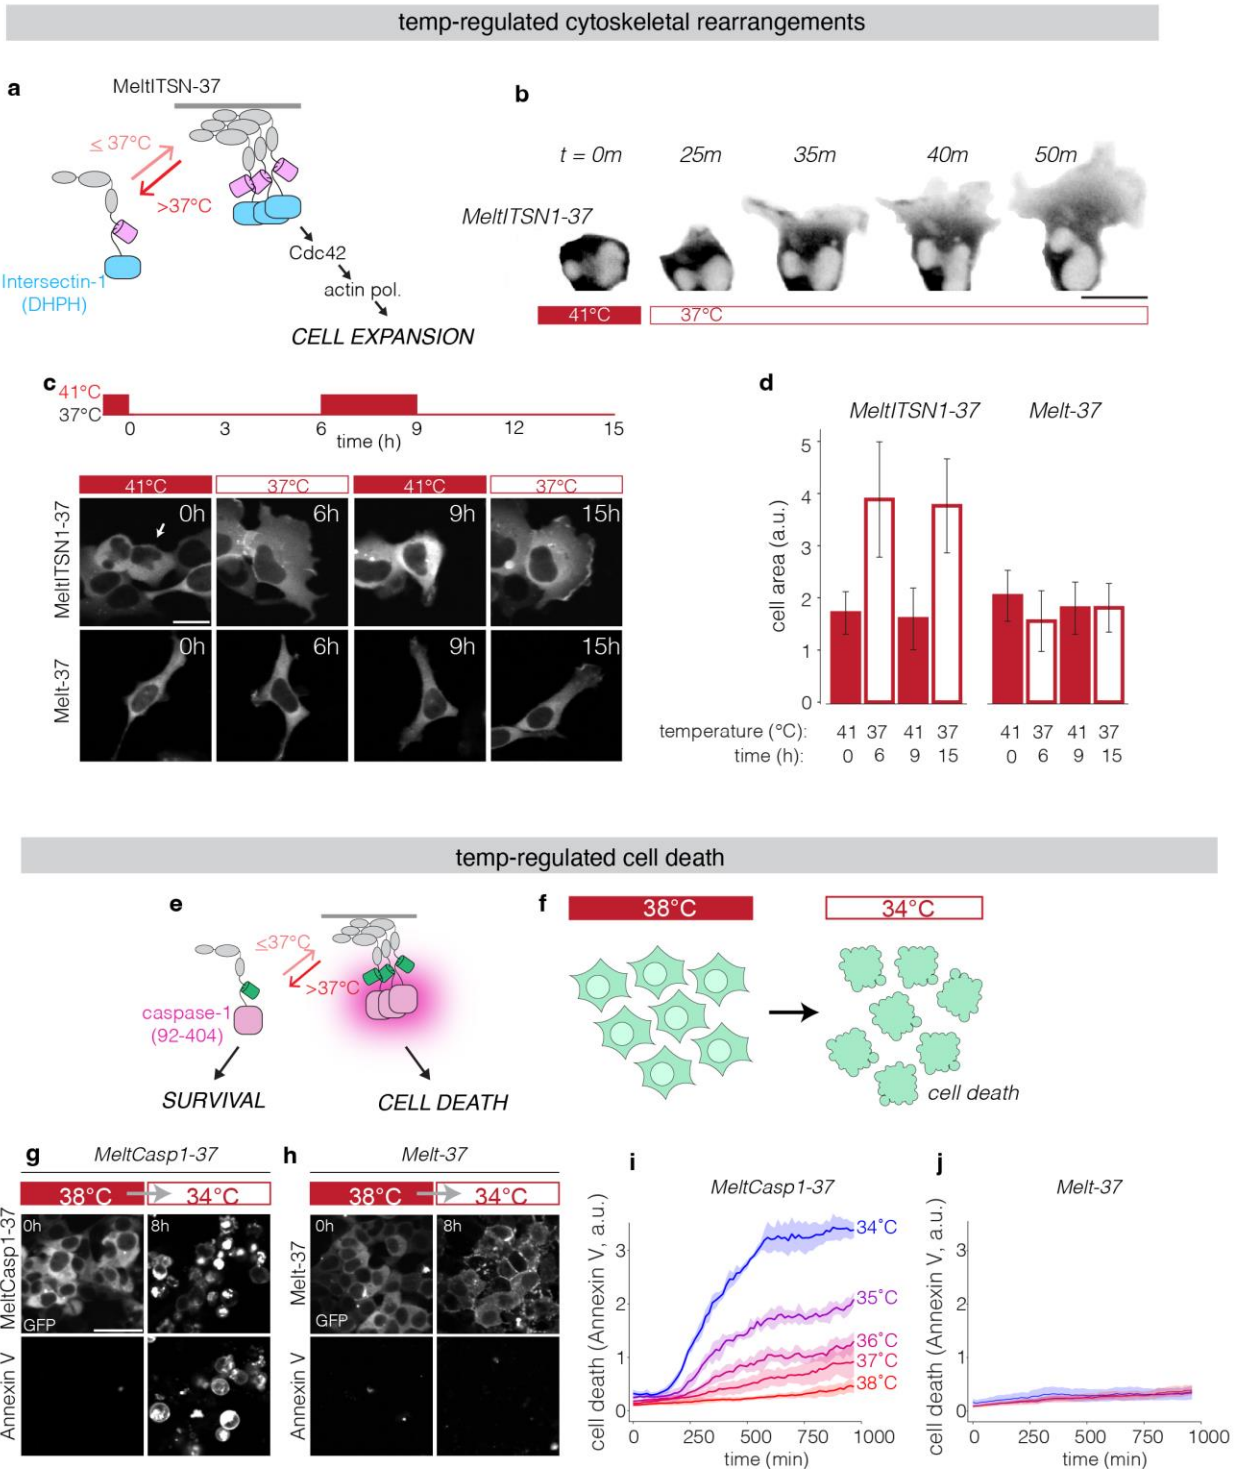 temp-regulated cytoskeletal rearrangements
a
MeltITSN-37
≤ 37°C
>37°C
Intersectin-1
(DHPH)
Cdc42
actin pol.
CELL EXPANSION
b
t = 0m 25m 35m 40m 50m
MeltITSN1-37
41°C 37°C
c
41°C
37°C
0 3 6 9 12 15
time (h)
41°C 37°C 41°C 37°C
MeltITSN1-37
0h 6h 9h 15h
Melt-37
0h 6h 9h 15h
d
MeltITSN1-37 Melt-37
cell area (a.u.)
5
4
3
2
1
0
temperature (°C): 41 37 41 37 41 37 41 37
time (h): 0 6 9 15 0 6 9 15
temp-regulated cell death
e
≤37°C
>37°C
caspase-1
(92-404)
SURVIVAL
CELL DEATH
f
38°C 34°C
cell death
g
MeltCasp1-37
38°C 34°C
MeltCasp1-37
0h 8h
GFP
Annexin V
h
Melt-37
38°C 34°C
Melt-37
0h 8h
GFP
Annexin V
i
MeltCasp1-37
cell death (Annexin V, a.u.)
3
2
1
0
34°C
35°C
36°C
37°C
38°C
0 250 500 750 1000
time (min)
j
Melt-37
cell death (Annexin V, a.u.)
3
2
1
0
0 250 500 750 1000
time (min)